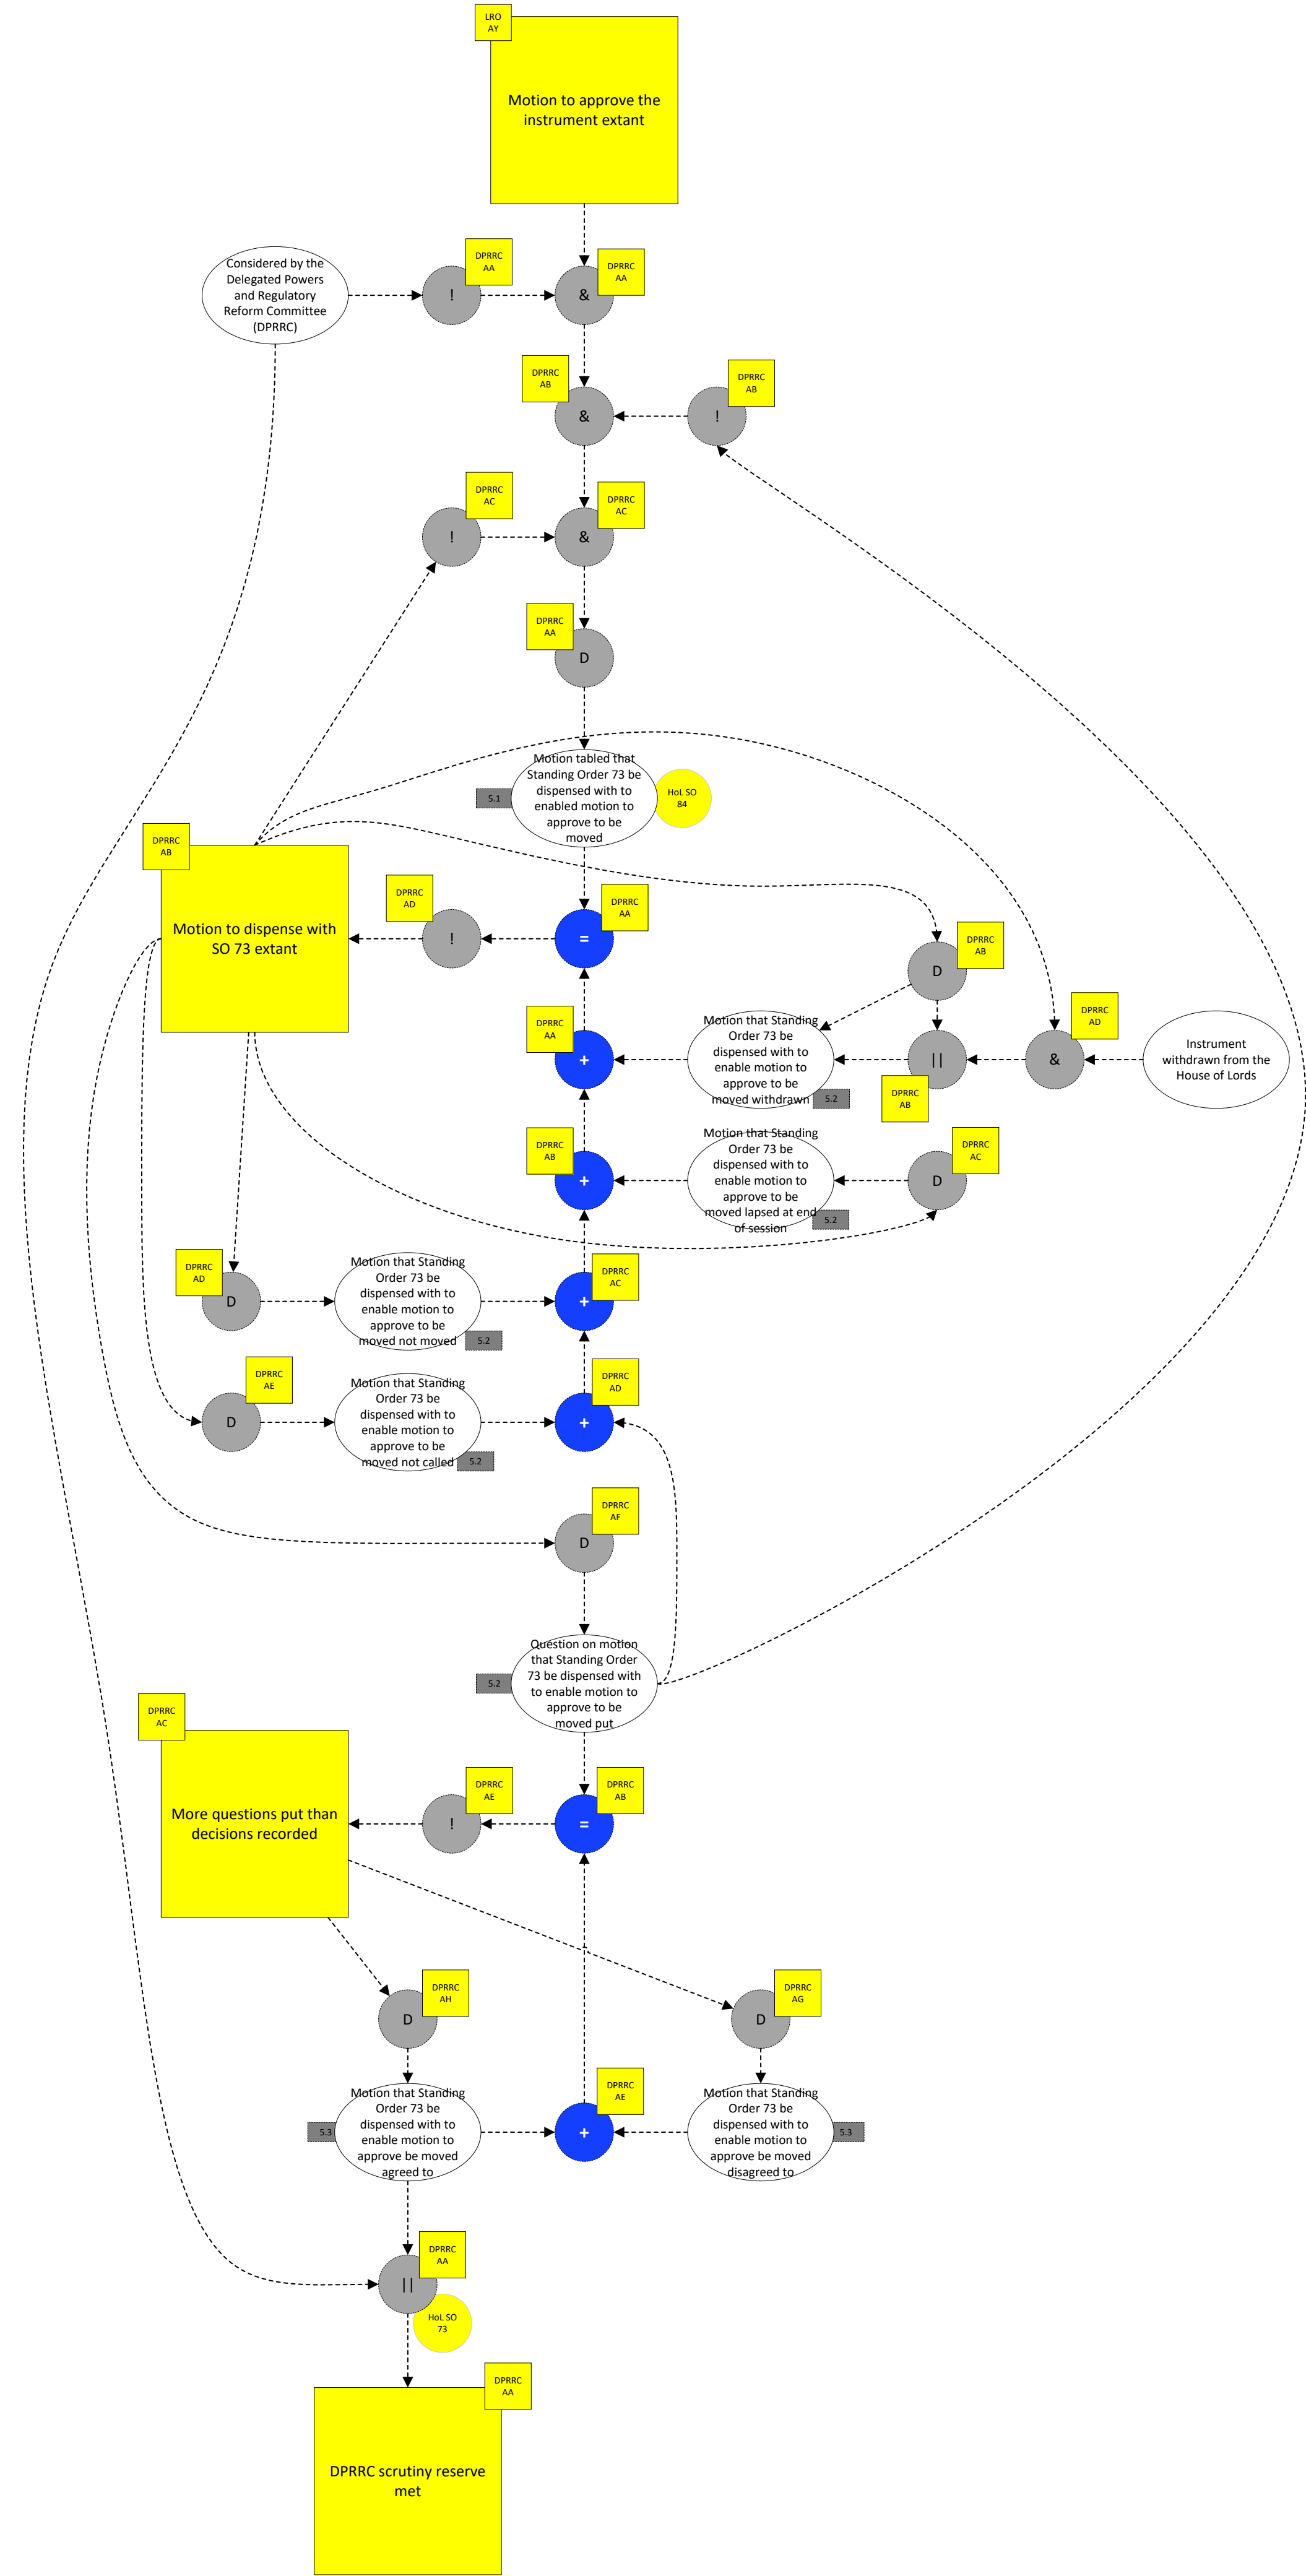 LRO
AY
Motion to approve the
instrument extant
Considered by the
Delegated Powers
and Regulatory
Reform Committee
(DPRRC)
!
DPRRC
AA
&
DPRRC
AA
DPRRC
AB
&
!
DPRRC
AB
!
DPRRC
AC
&
DPRRC
AC
DPRRC
AA
D
5.1
Motion tabled that
Standing Order 73 be
dispensed with to
enabled motion to
approve to be
moved
HoL SO
84
DPRRC
AB
Motion to dispense with
SO 73 extant
DPRRC
AD
!
=
DPRRC
AA
D
DPRRC
AB
DPRRC
AA
+
Motion that Standing
Order 73 be
dispensed with to
enable motion to
approve to be
moved withdrawn
5.2
||
DPRRC
AB
&
DPRRC
AD
Instrument
withdrawn from the
House of Lords
DPRRC
AB
+
Motion that Standing
Order 73 be
dispensed with to
enable motion to
approve to be
moved lapsed at end
of session
5.2
D
DPRRC
AC
DPRRC
AD
D
Motion that Standing
Order 73 be
dispensed with to
enable motion to
approve to be
moved not moved
5.2
+
DPRRC
AC
D
DPRRC
AE
Motion that Standing
Order 73 be
dispensed with to
enable motion to
approve to be
moved not called
5.2
+
DPRRC
AD
D
DPRRC
AF
5.2
Question on motion
that Standing Order
73 be dispensed with
to enable motion to
approve to be
moved put
DPRRC
AC
More questions put than
decisions recorded
!
DPRRC
AE
=
DPRRC
AB
D
DPRRC
AH
D
DPRRC
AG
5.3
Motion that Standing
Order 73 be
dispensed with to
enable motion to
approve be moved
agreed to
+
DPRRC
AE
Motion that Standing
Order 73 be
dispensed with to
enable motion to
approve be moved
disagreed to
5.3
||
DPRRC
AA
HoL SO
73
DPRRC
AA
DPRRC scrutiny reserve
met